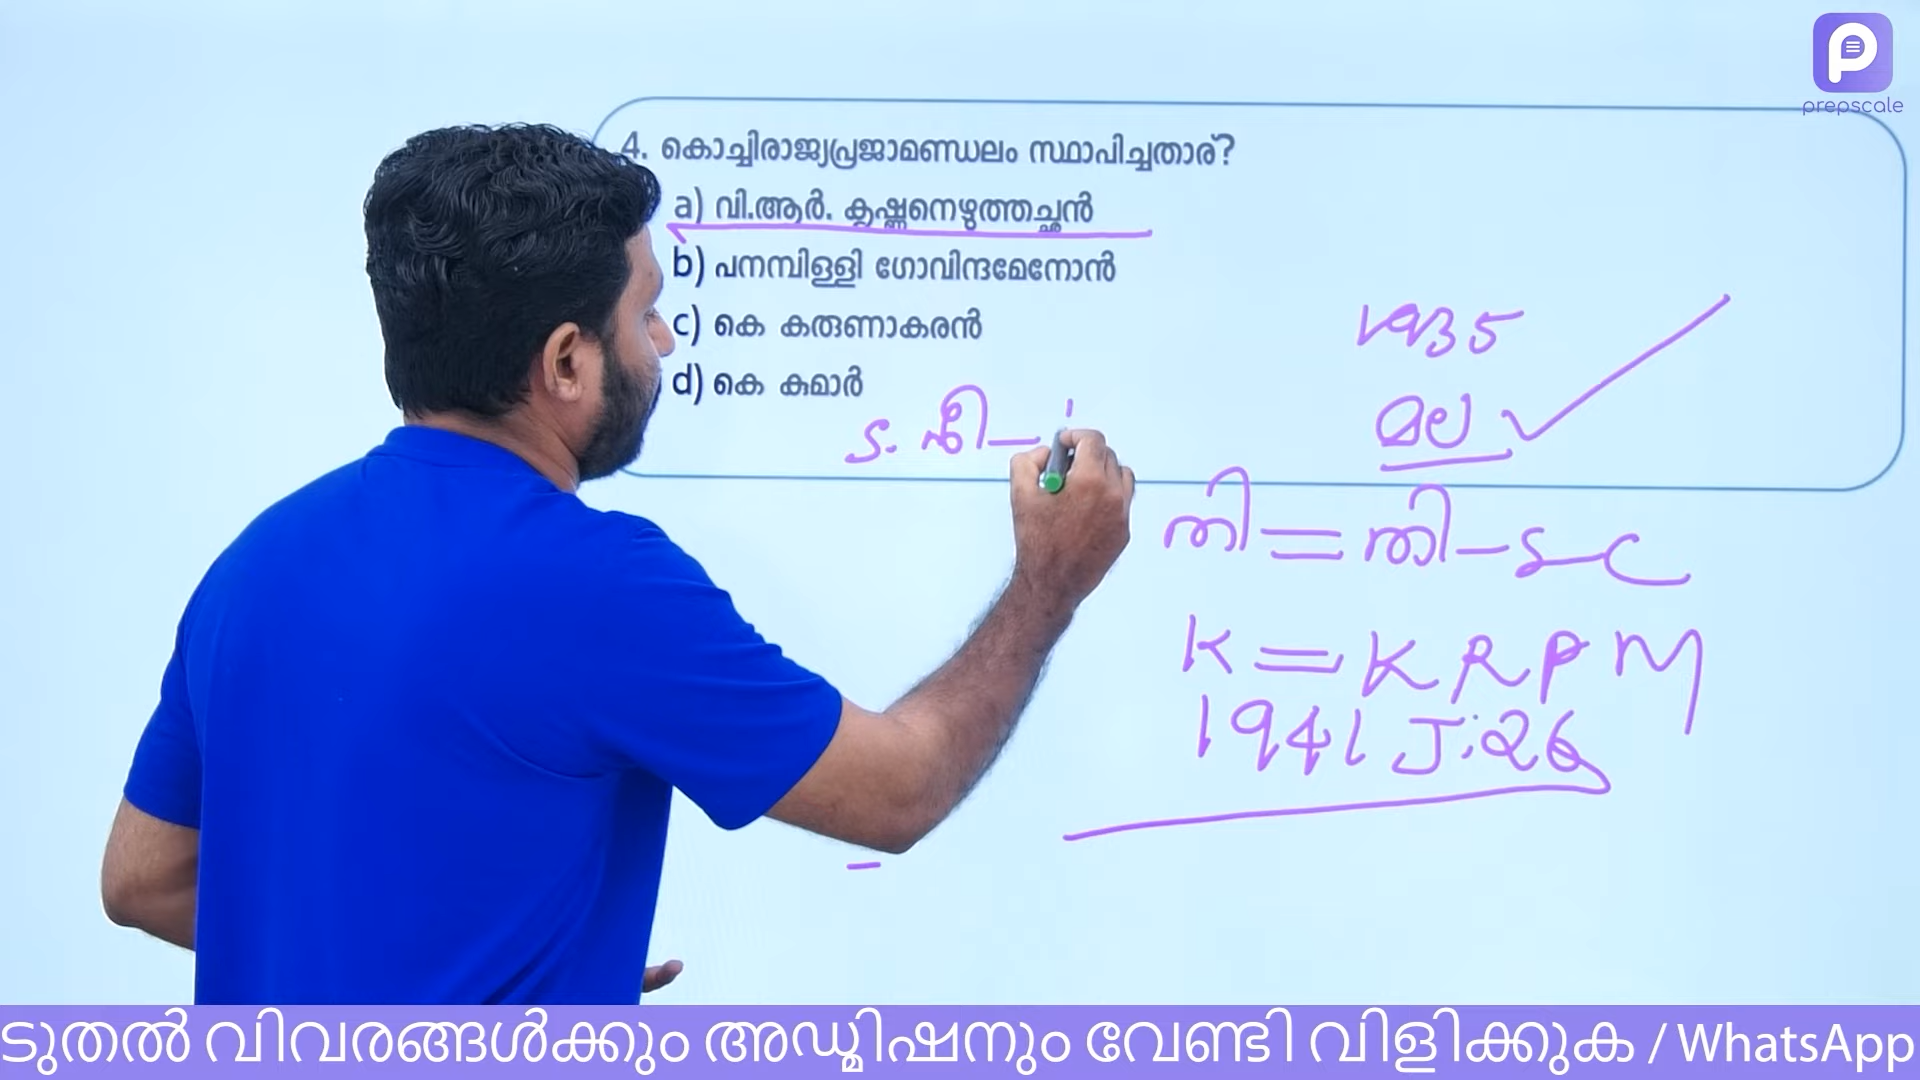 prepscale
4. കൊച്ചിരാജ്യപ്രജാമണ്ഡലം സ്ഥാപിച്ചതാര്?
a) വി.ആർ. കൃഷ്ണനെഴുത്തച്ഛൻ
b) പനമ്പിള്ളി ഗോവിന്ദമേനോൻ
c) കെ കരുണാകരൻ
d) കെ കുമാർ
1935
മല
തി = തി - SC
K = K R P M
1941 J: 26
ടുതൽ വിവരങ്ങൾക്കും അഡ്മിഷനും വേണ്ടി വിളിക്കുക / WhatsApp